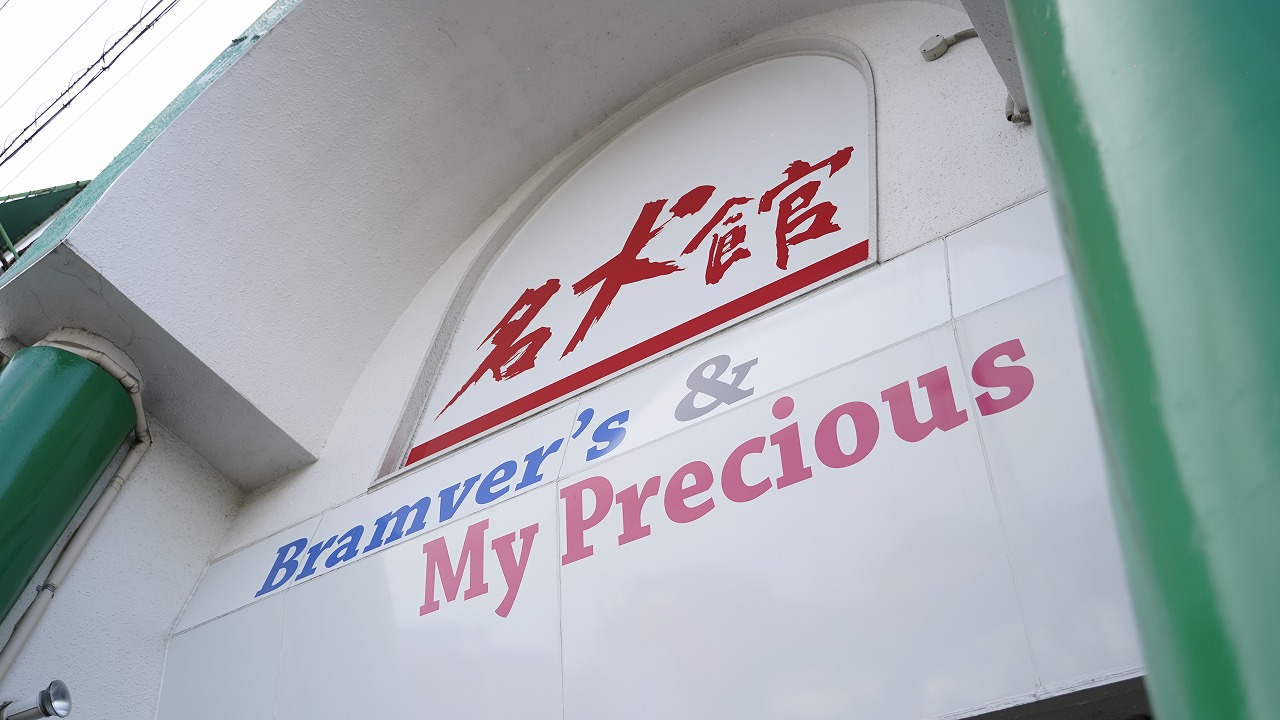 名犬館
Bramver's &
My Precious